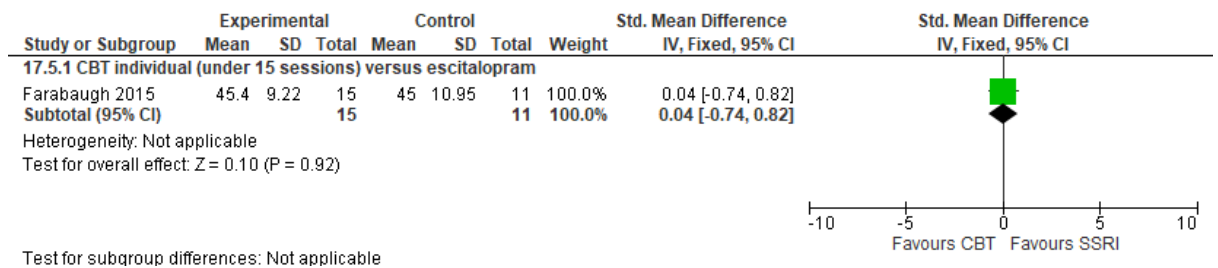 Experimental Control Std. Mean Difference Std. Mean Difference
Study or Subgroup Mean SD Total Mean SD Total Weight IV, Fixed, 95% CI IV, Fixed, 95% CI
17.5.1 CBT individual (under 15 sessions) versus escitalopram
Farabaugh 2015 45.4 9.22 15 45 10.95 11 100.0% 0.04 [-0.74, 0.82]
Subtotal (95% CI) 15 11 100.0% 0.04 [-0.74, 0.82]
Heterogeneity: Not applicable
Test for overall effect: Z = 0.10 (P = 0.92)
-10 -5 0 5 10
Favours CBT Favours SSRI
Test for subgroup differences: Not applicable